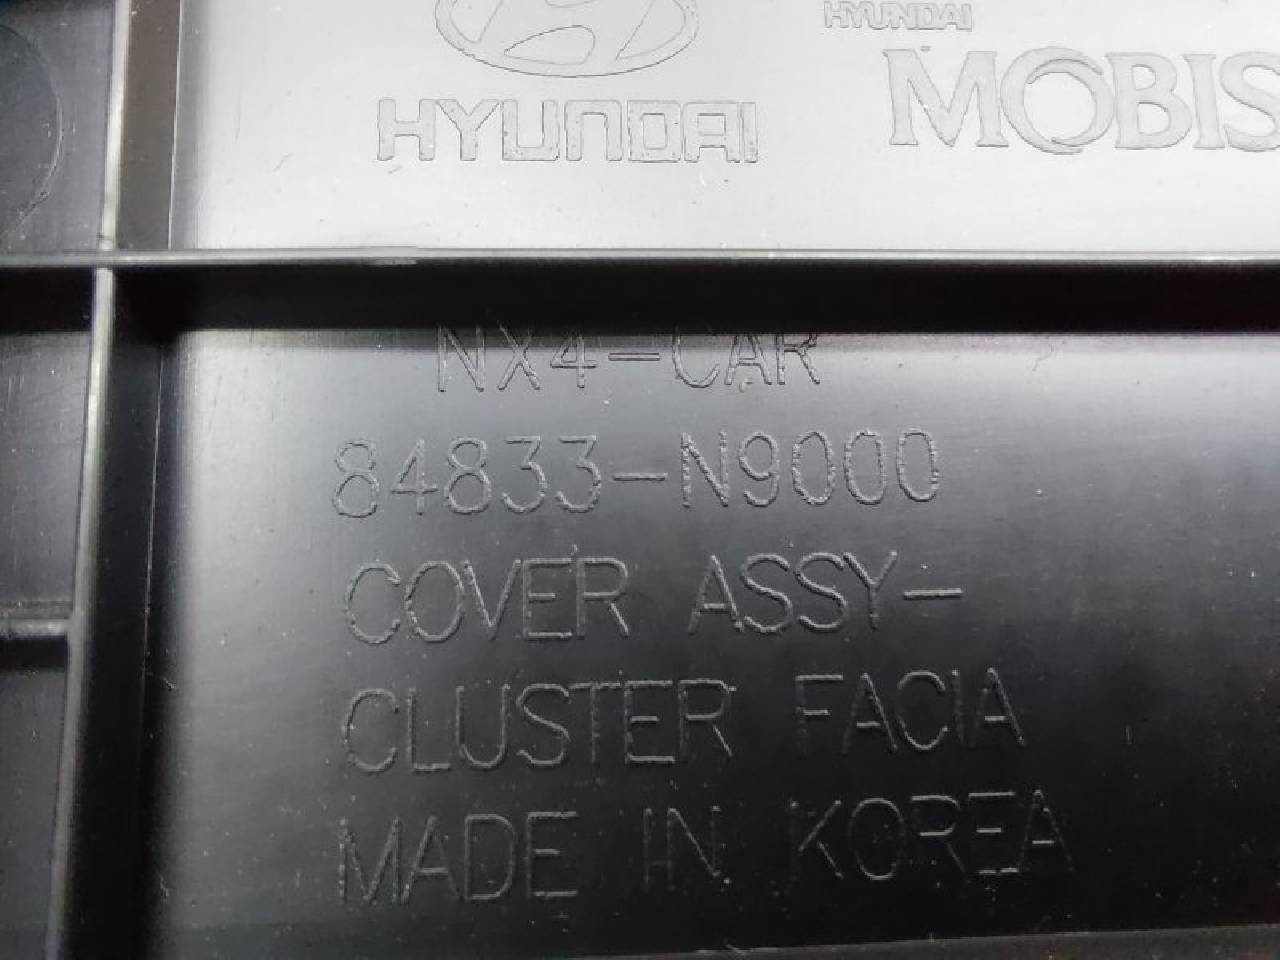 HYUNDAI
HYUNDAI
MOBIS
NX4-CAR
84833-N9000
COVER ASSY-
CLUSTER FACIA
MADE IN KOREA